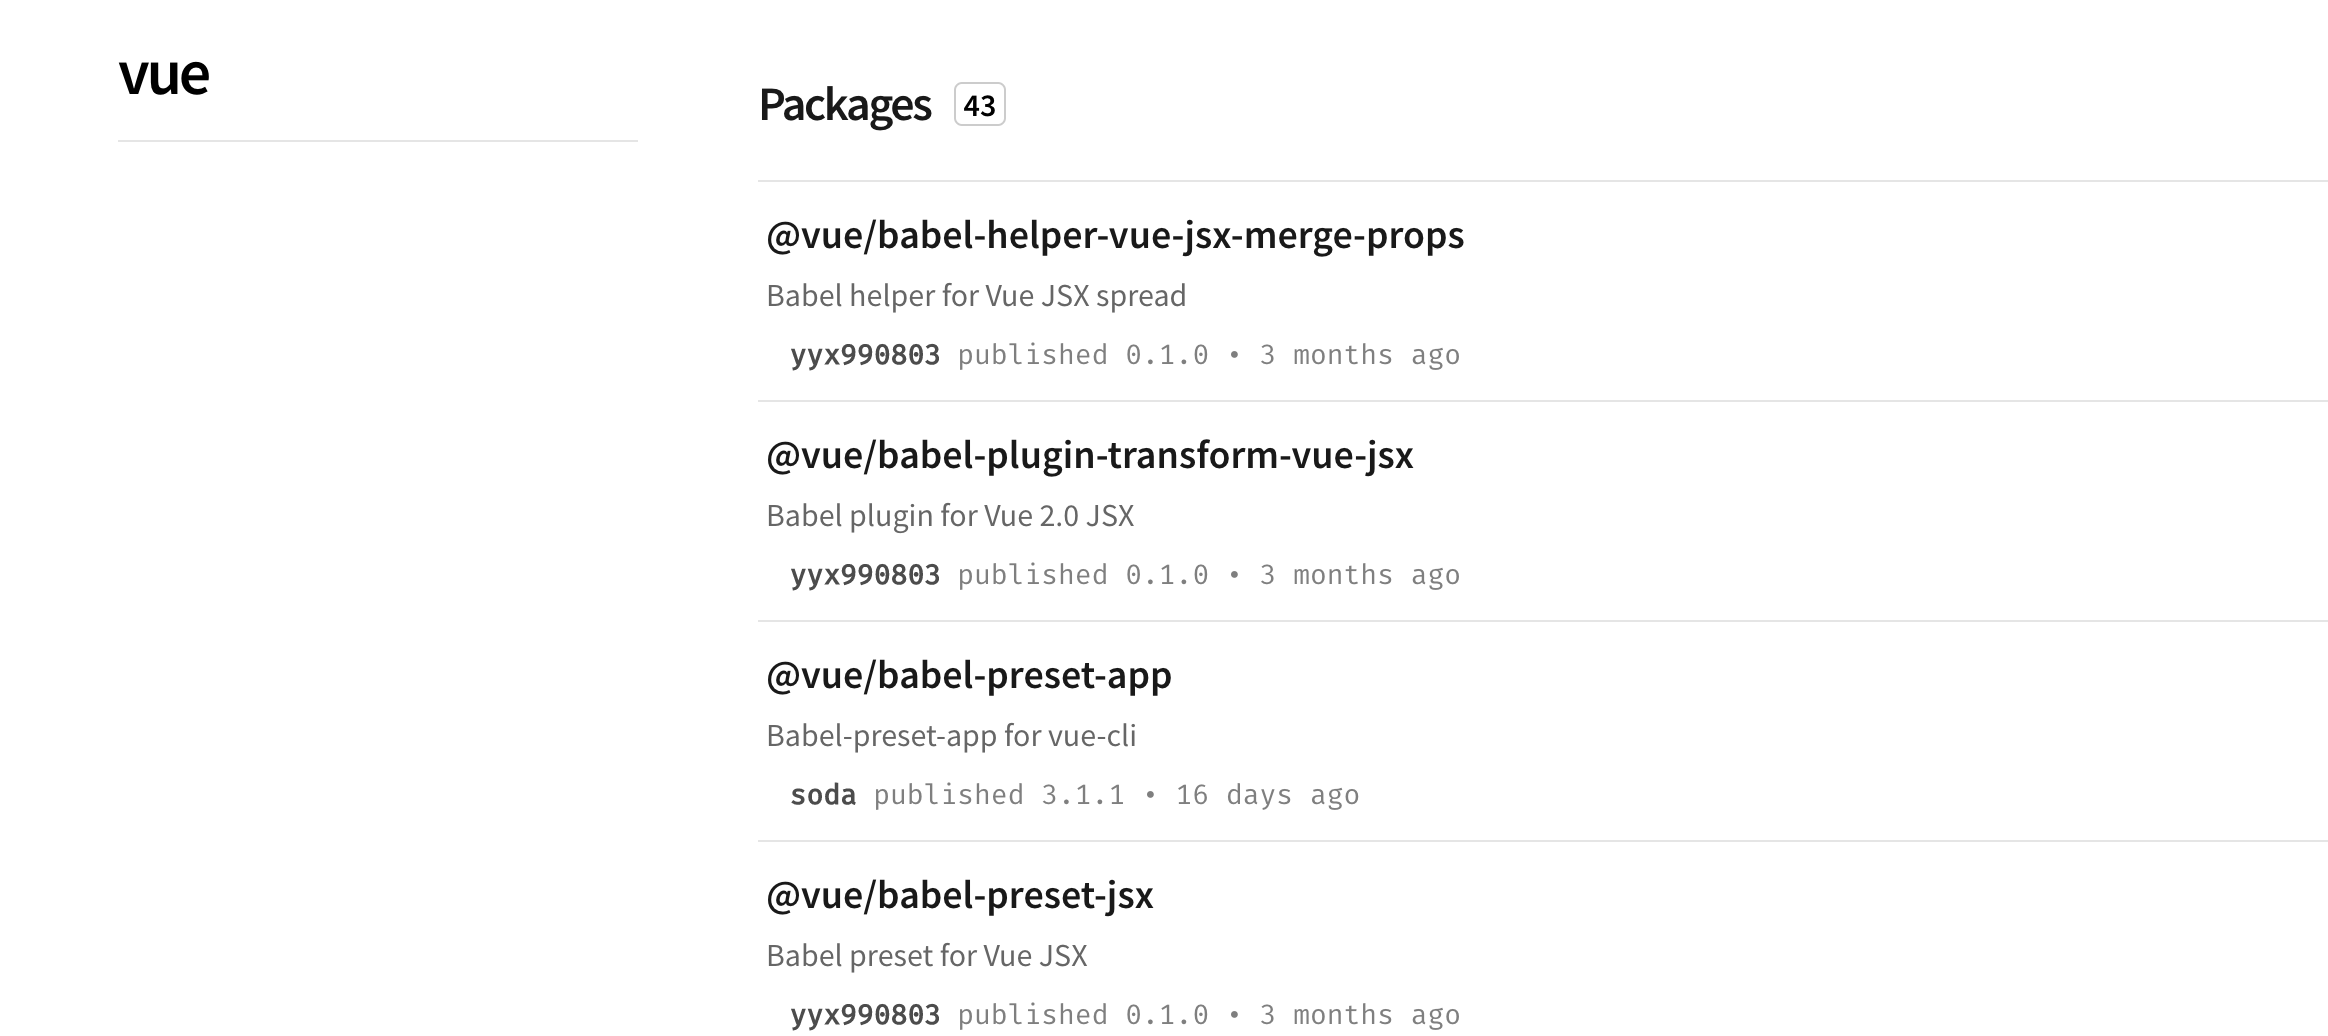 vue
Packages 43
@vue/babel-helper-vue-jsx-merge-props
Babel helper for Vue JSX spread
yyx990803 published 0.1.0 • 3 months ago
@vue/babel-plugin-transform-vue-jsx
Babel plugin for Vue 2.0 JSX
yyx990803 published 0.1.0 • 3 months ago
@vue/babel-preset-app
Babel-preset-app for vue-cli
soda published 3.1.1 • 16 days ago
@vue/babel-preset-jsx
Babel preset for Vue JSX
yyx990803 published 0.1.0 • 3 months ago